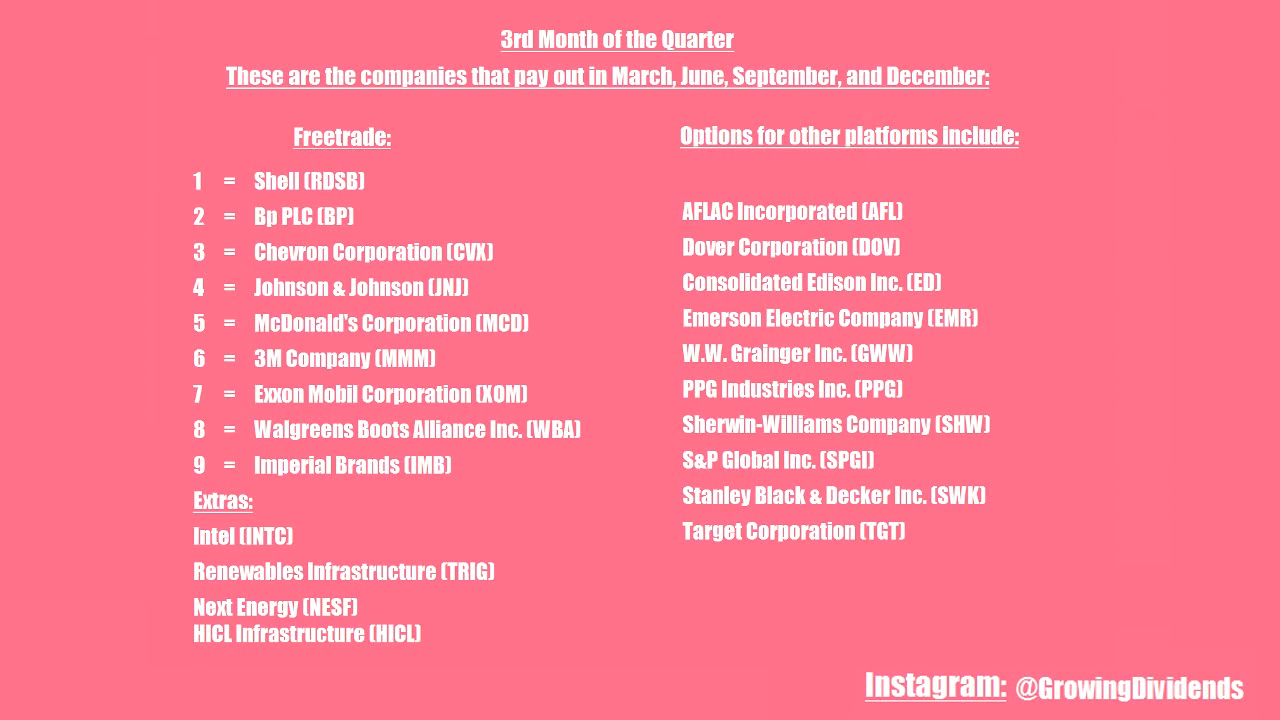 3rd Month of the Quarter
These are the companies that pay out in March, June, September, and December:
Freetrade:
1 = Shell (RDSB)
2 = Bp PLC (BP)
3 = Chevron Corporation (CVX)
4 = Johnson & Johnson (JNJ)
5 = McDonald's Corporation (MCD)
6 = 3M Company (MMM)
7 = Exxon Mobil Corporation (XOM)
8 = Walgreens Boots Alliance Inc. (WBA)
9 = Imperial Brands (IMB)
Extras:
Intel (INTC)
Renewables Infrastructure (TRIG)
Next Energy (NESF)
HICL Infrastructure (HICL)
Options for other platforms include:
AFLAC Incorporated (AFL)
Dover Corporation (DOV)
Consolidated Edison Inc. (ED)
Emerson Electric Company (EMR)
W.W. Grainger Inc. (GWW)
PPG Industries Inc. (PPG)
Sherwin-Williams Company (SHW)
S&P Global Inc. (SPGI)
Stanley Black & Decker Inc. (SWK)
Target Corporation (TGT)
Instagram: @GrowingDividends